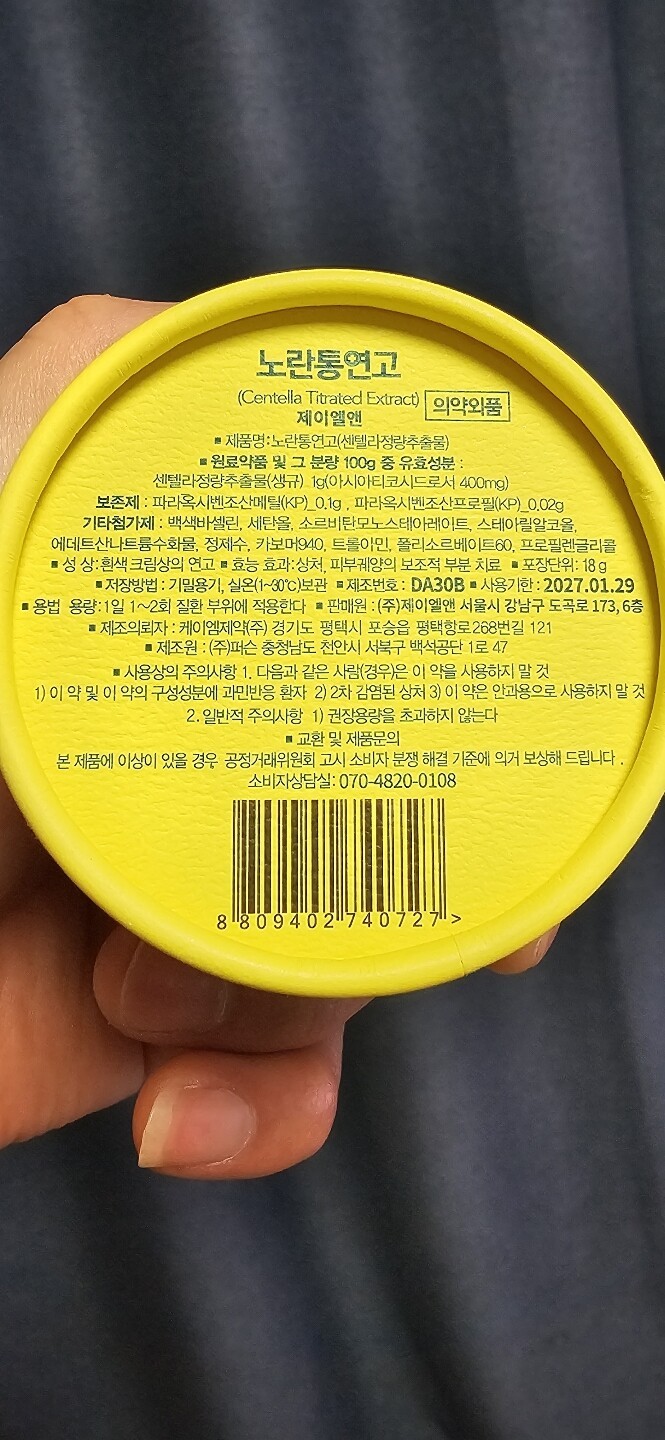 노란통연고
(Centella Titrated Extract) 의약외품
제이엘앤
▪ 제품명:노란통연고(센텔라정량추출물)
▪ 원료약품 및 그 분량 100g 중 유효성분 :
센텔라정량추출물(생규) 1g(아시아티코시드로서 400mg)
보존제 : 파라옥시벤조산메틸(KP)_0.1g , 파라옥시벤조산프로필(KP)_0.02g
기타첨가제 : 백색바셀린, 세탄올, 소르비탄모노스테아레이트, 스테아릴알코올,
에데트산나트륨수화물, 정제수, 카보머940, 트롤아민, 폴리소르베이트60, 프로필렌글리콜
▪ 성 상:흰색 크림상의 연고 ▪ 효능 효과:상처, 피부궤양의 보조적 부분 치료 ▪ 포장단위: 18 g
▪ 저장방법 : 기밀용기, 실온(1~30℃)보관 ▪ 제조번호 : DA30B ▪ 사용기한 : 2027.01.29
▪ 용법 용량:1일 1~2회 질환 부위에 적용한다 ▪ 판매원 : (주)제이엘앤 서울시 강남구 도곡로 173, 6층
▪ 제조의뢰자 : 케이엠제약(주) 경기도 평택시 포승읍 평택항로268번길 121
▪ 제조원 : (주)퍼슨 충청남도 천안시 서북구 백석공단 1로 47
▪ 사용상의 주의사항 1. 다음과 같은 사람(경우)은 이 약을 사용하지 말 것
1) 이 약 및 이 약의 구성성분에 과민반응 환자 2) 2차 감염된 상처 3) 이 약은 안과용으로 사용하지 말 것
2. 일반적 주의사항 1) 권장용량을 초과하지 않는다
▪ 교환 및 제품문의
본 제품에 이상이 있을 경우 공정거래위원회 고시 소비자 분쟁 해결 기준에 의거 보상해 드립니다 .
소비자상담실: 070-4820-0108
8 809402 740727 >